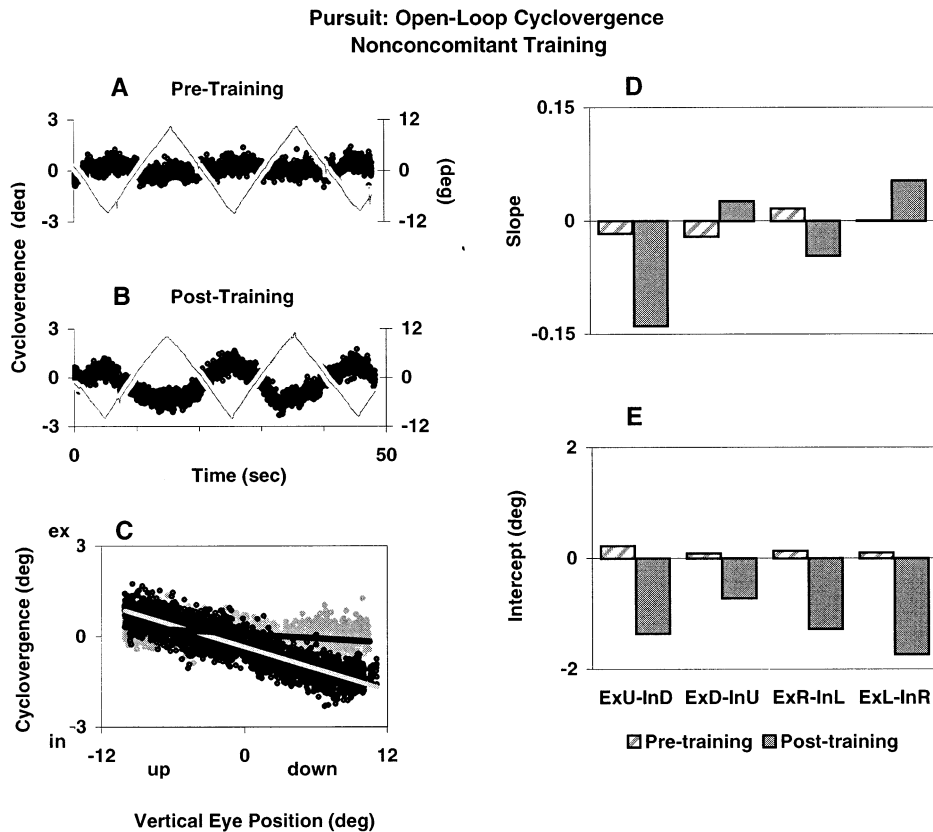 Pursuit: Open-Loop Cyclovergence
Nonconcomitant Training
A Pre-Training
3
0
-3
12
0
-12
Cyclovergence (deg)
(deg)
B Post-Training
3
0
-3
12
0
-12
0
50
Time (sec)
C
ex
3
0
-3
in
-12
0
12
up
down
Cyclovergence (deg)
Vertical Eye Position (deg)
D
0.15
0
-0.15
Slope
E
2
0
-2
Intercept (deg)
ExU-InD ExD-InU ExR-InL ExL-InR
Pre-training Post-training